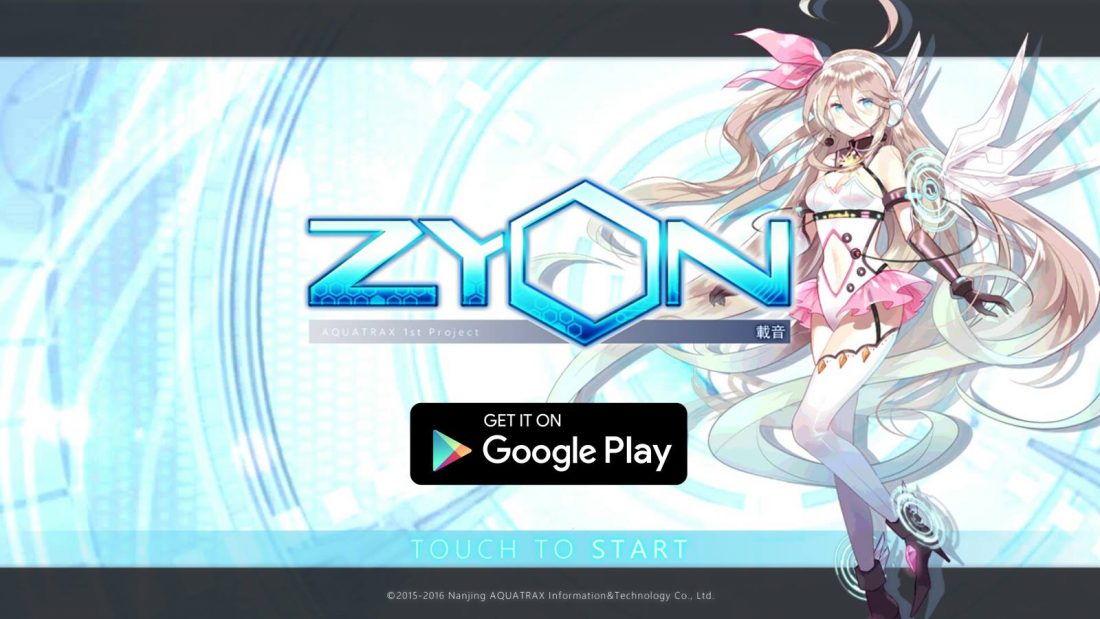 ZYON
AQUATRAX 1st Project
載音
GET IT ON
Google Play
TOUCH TO START
©2015-2016 Nanjing AQUATRAX Information&Technology Co., Ltd.